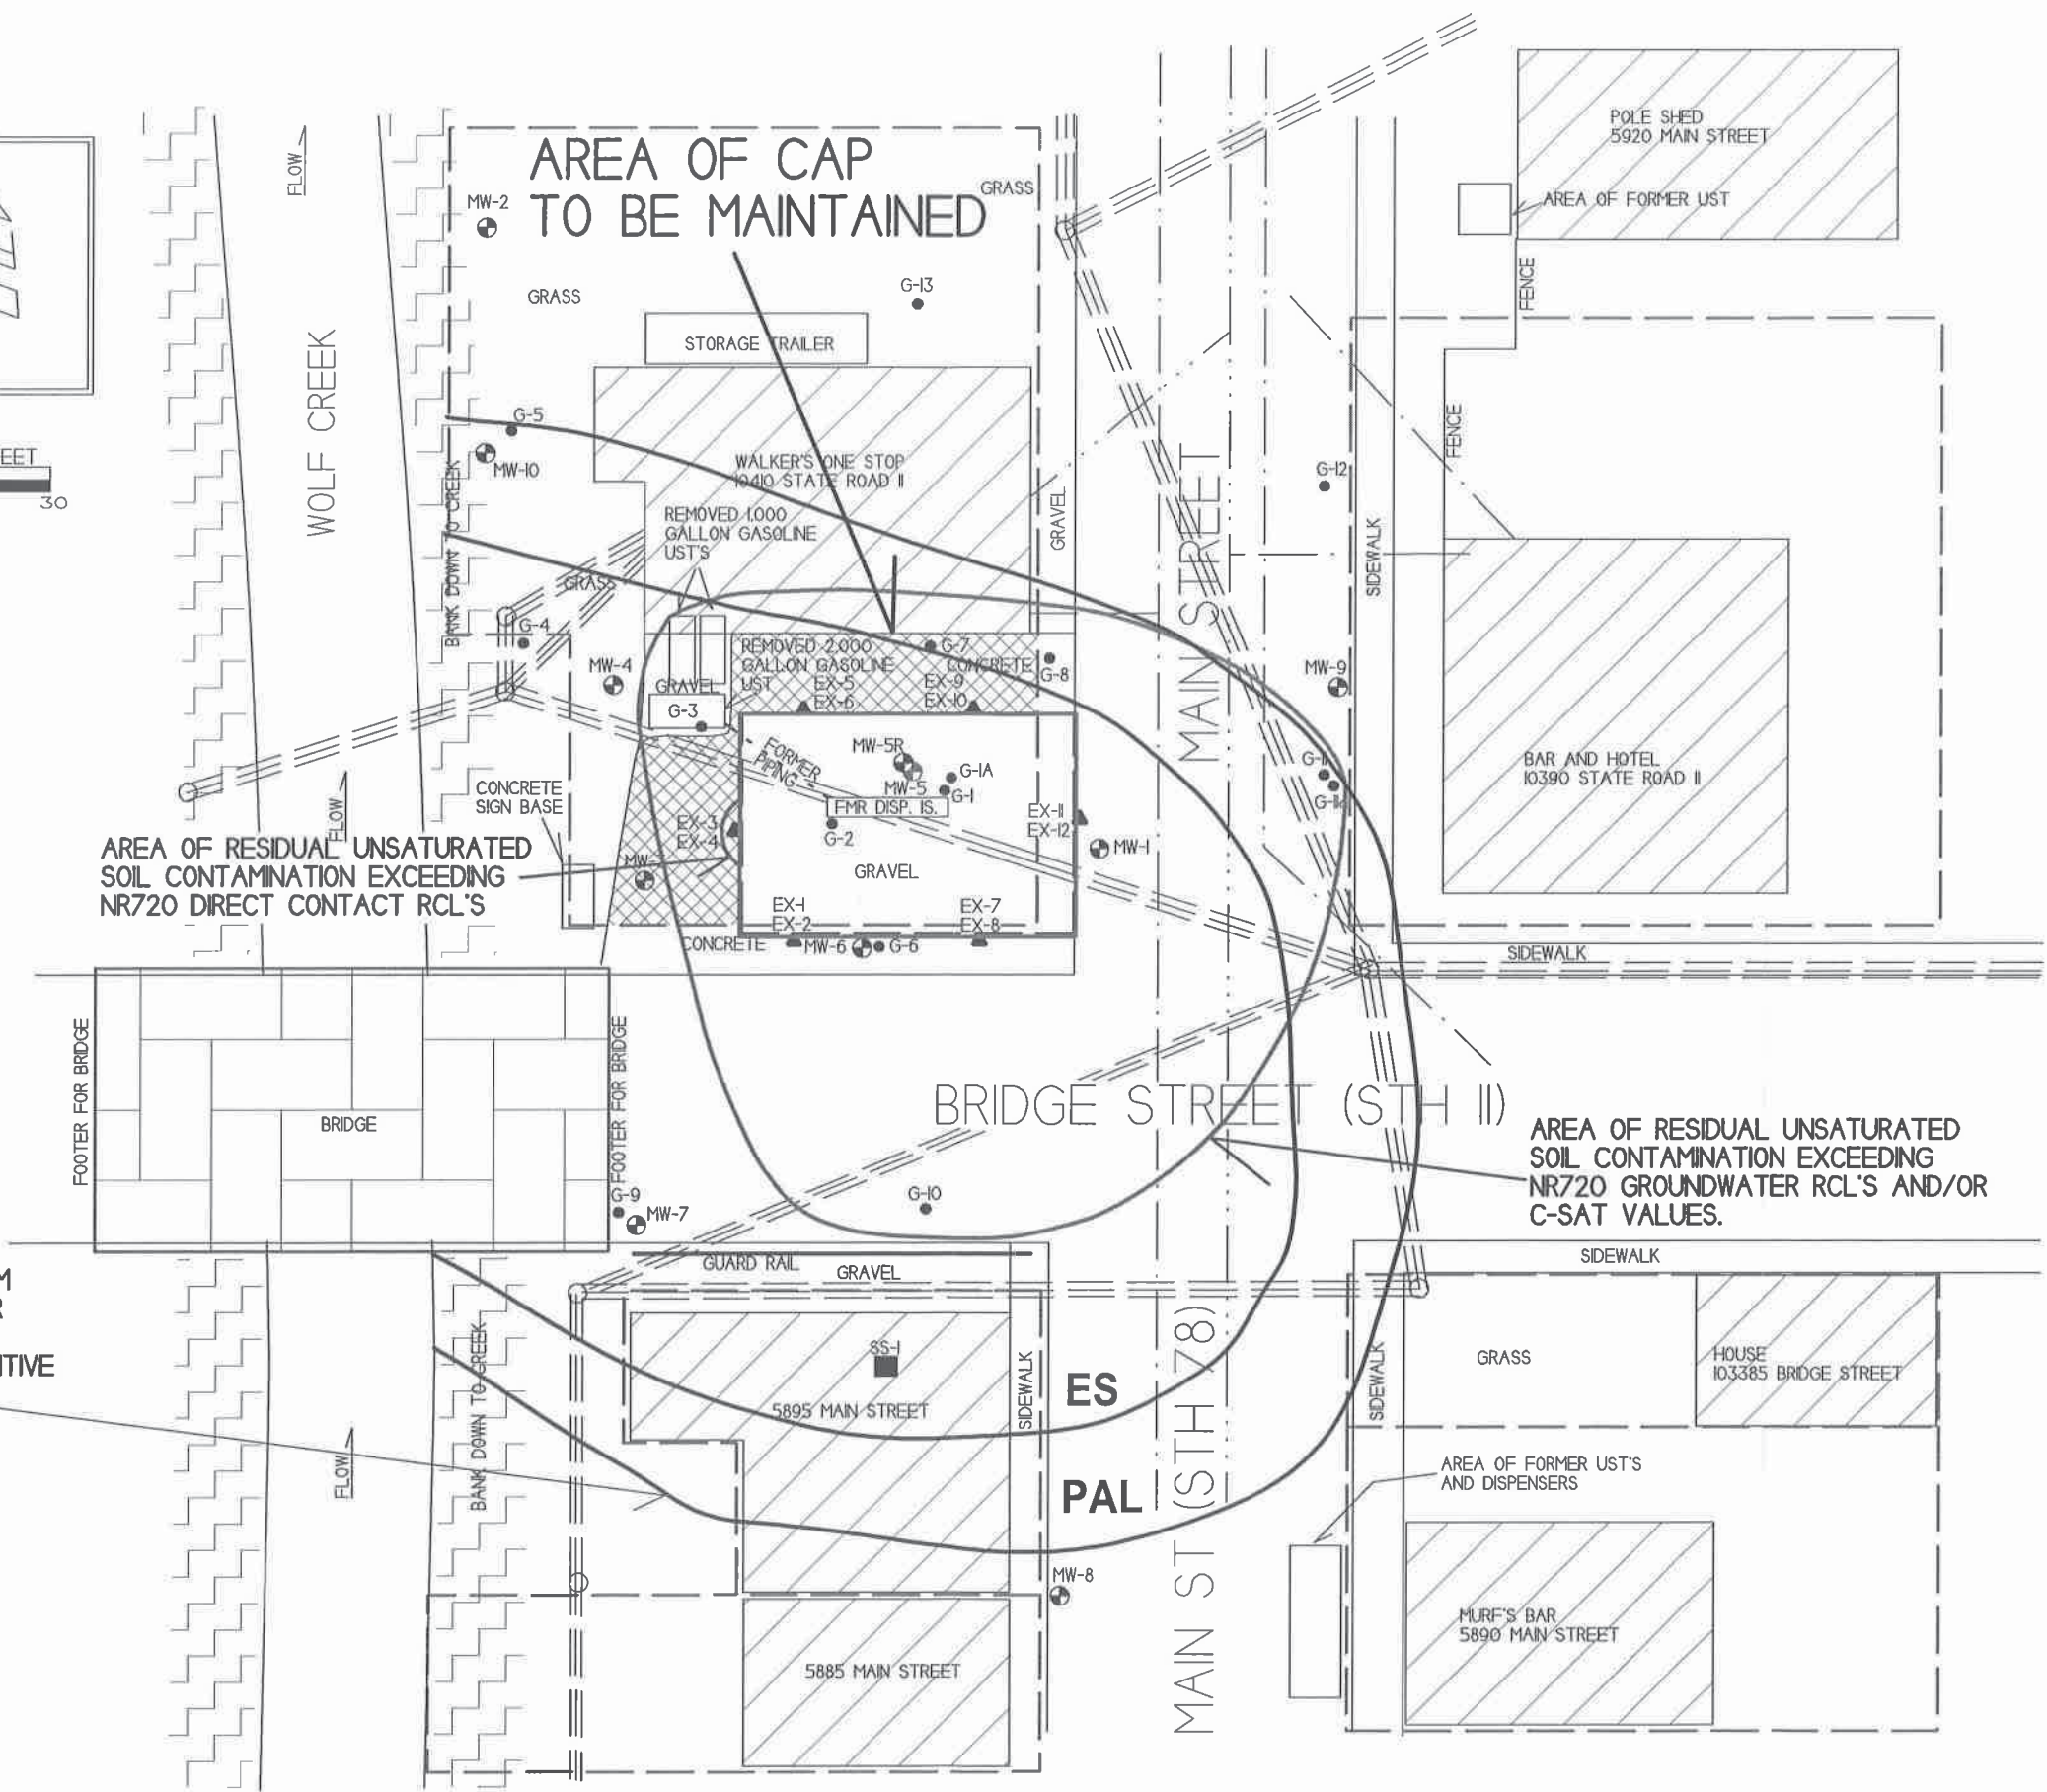 AREA OF CAP
TO BE MAINTAINED
FLOW
MW-2
GRASS
G-13
GRASS
STORAGE TRAILER
POLE SHED
5920 MAIN STREET
AREA OF FORMER UST
FENCE
FENCE
EET
30
WOLF CREEK
G-5
MW-10
BANK DOWN TO CREEK
WALKER'S ONE STOP
10410 STATE ROAD 11
REMOVED 1,000
GALLON GASOLINE
UST'S
GRAVEL
MAIN STREET
G-12
SIDEWALK
GRASS
G-4
MW-4
GRAVEL
G-3
REMOVED 2,000
GALLON GASOLINE
UST
EX-5
EX-6
G-7
CONCRETE
EX-9
EX-10
G-8
MW-9
BAR AND HOTEL
10390 STATE ROAD 11
FORMER
PIPING
MW-5R
MW-5
G-1A
G-1
FMR DISP. IS.
G-2
GRAVEL
EX-11
EX-12
MW-1
CONCRETE
SIGN BASE
FLOW
EX-3
EX-4
AREA OF RESIDUAL UNSATURATED
SOIL CONTAMINATION EXCEEDING
NR720 DIRECT CONTACT RCL'S
EX-1
EX-2
EX-7
EX-8
CONCRETE
MW-6
G-6
SIDEWALK
FOOTER FOR BRIDGE
BRIDGE
FOOTER FOR BRIDGE
BRIDGE STREET (STH 11)
AREA OF RESIDUAL UNSATURATED
SOIL CONTAMINATION EXCEEDING
NR720 GROUNDWATER RCL'S AND/OR
C-SAT VALUES.
G-9
MW-7
G-10
GUARD RAIL
GRAVEL
SIDEWALK
TIVE
BANK DOWN TO CREEK
SS-1
5895 MAIN STREET
SIDEWALK
ES
MAIN ST (STH 78)
SIDEWALK
GRASS
HOUSE
103385 BRIDGE STREET
FLOW
PAL
AREA OF FORMER UST'S
AND DISPENSERS
MW-8
MURF'S BAR
5890 MAIN STREET
5885 MAIN STREET